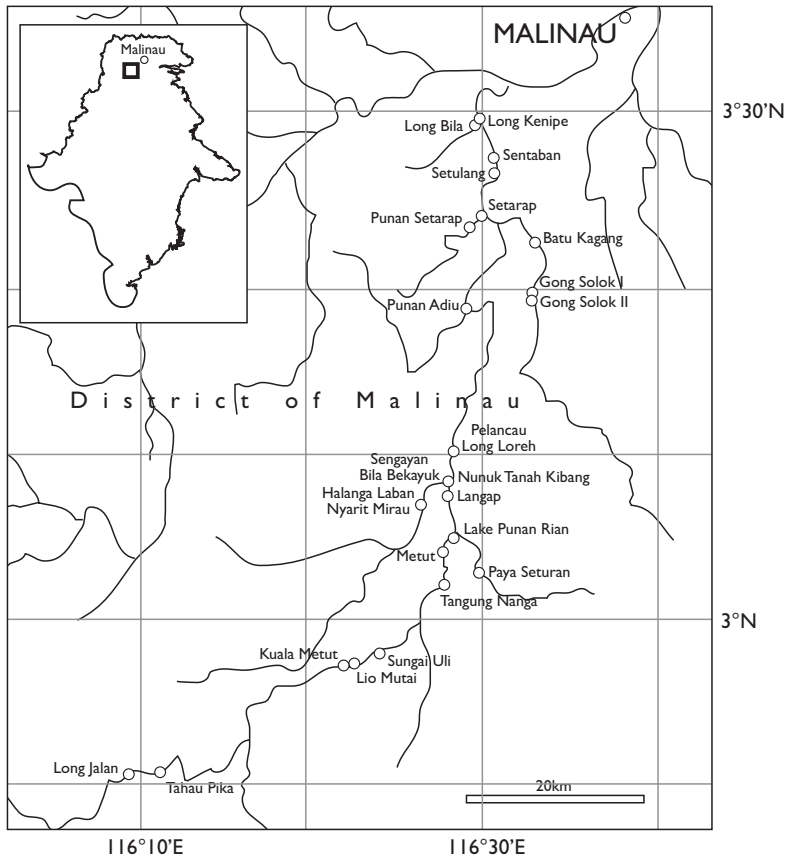 MALINAU
Malinau
3°30'N
Long Bila
Long Kenipe
Sentaban
Setulang
Setarap
Punan Setarap
Batu Kagang
Gong Solok I
Gong Solok II
Punan Adiu
District of Malinau
Pelancau
Long Loreh
Sengayan
Bila Bekayuk
Nunuk Tanah Kibang
Halanga Laban
Langap
Nyarit Mirau
Lake Punan Rian
Metut
Paya Seturan
Tangung Nanga
3°N
Kuala Metut
Sungai Uli
Lio Mutai
Long Jalan
Tahau Pika
20km
116°10'E
116°30'E